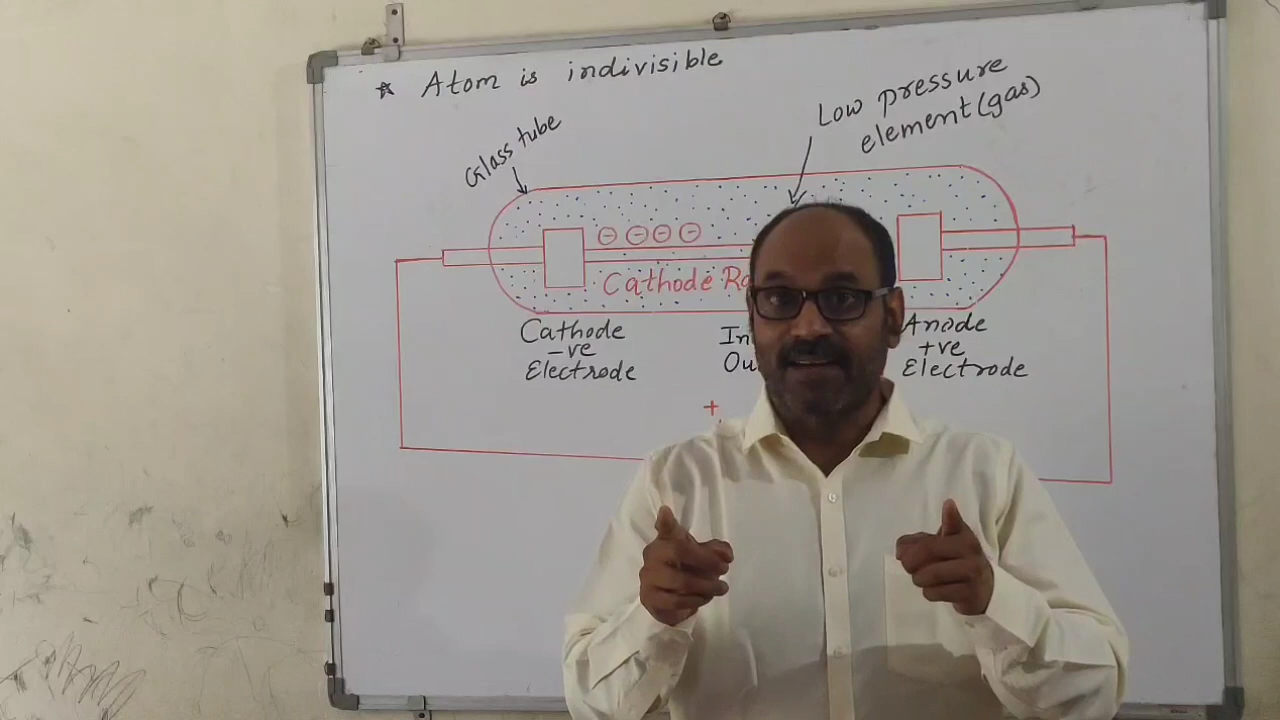 * Atom is indivisible
Glass tube
Low pressure
element (gas)
Cathode
Cathode
-ve
Electrode
Anode
+ve
Electrode
+